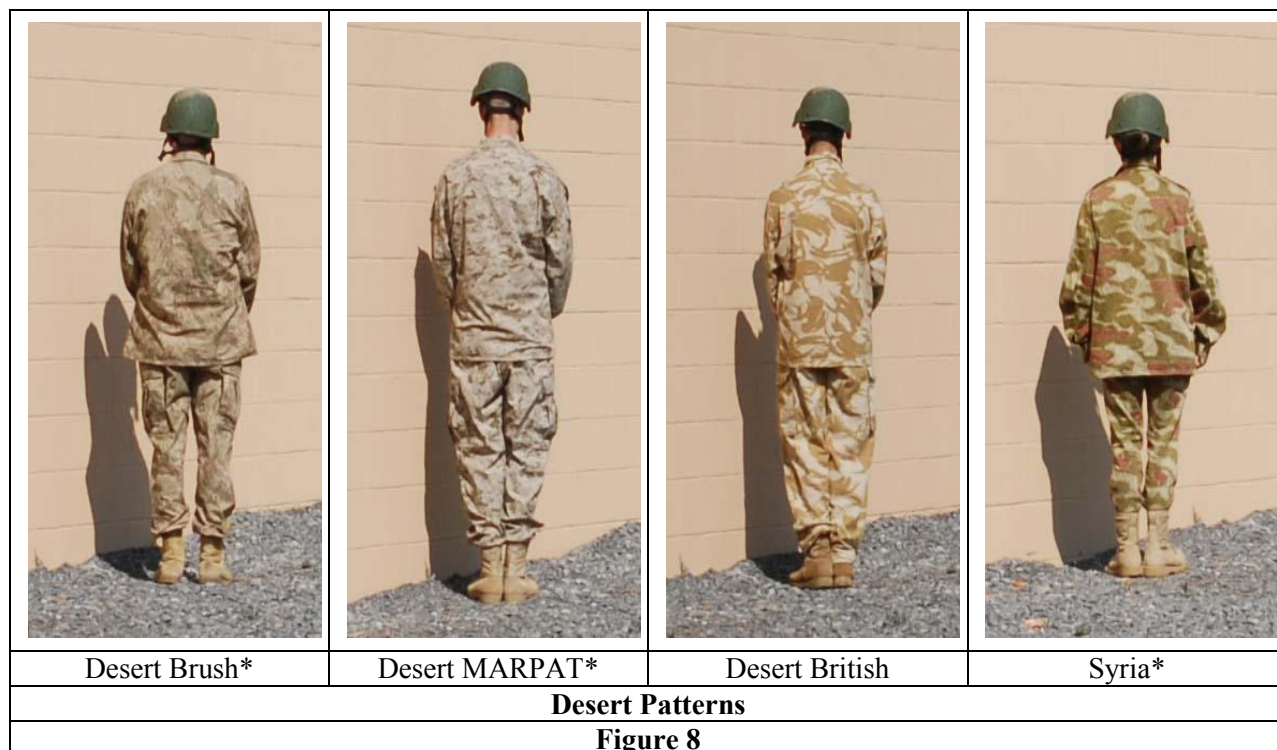 Desert Brush*
Desert MARPAT*
Desert British
Syria*
Desert Patterns
Figure 8